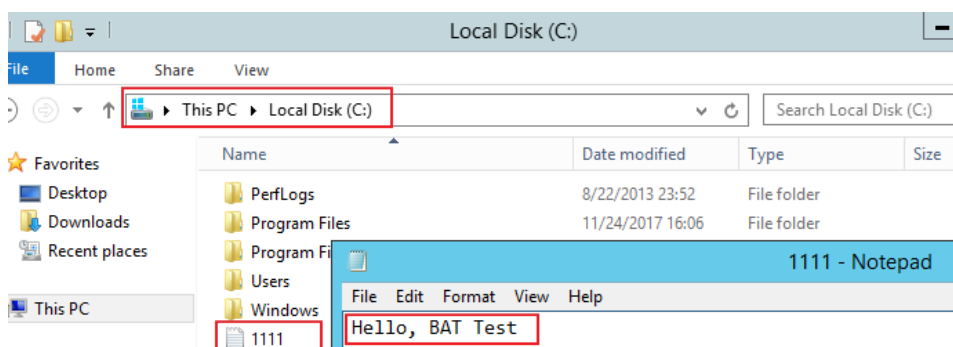 Local Disk (C:)
File Home Share View
This PC Local Disk (C:) Search Local Disk (C:)
Favorites
Desktop
Downloads
Recent places
This PC
Name Date modified Type Size
PerfLogs 8/22/2013 23:52 File folder
Program Files 11/24/2017 16:06 File folder
Program Fi
Users
Windows
1111
1111 - Notepad
File Edit Format View Help
Hello, BAT Test